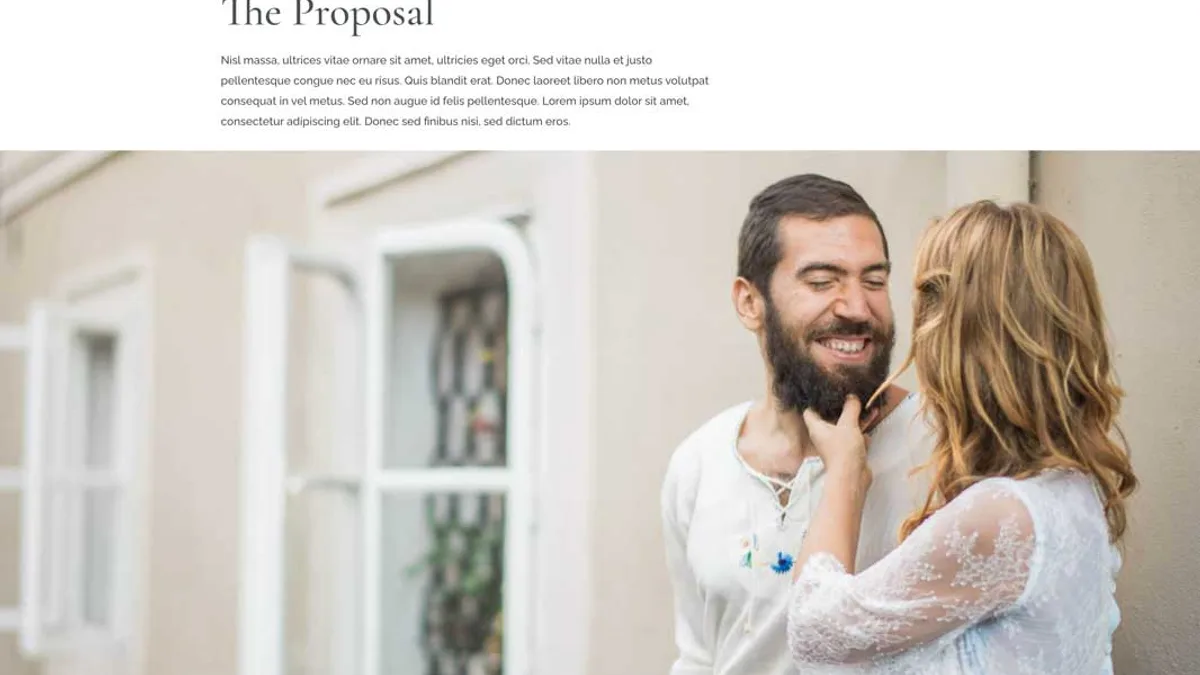 The Proposal
Nisl massa, ultrices vitae ornare sit amet, ultricies eget orci. Sed vitae nulla et justo
pellentesque congue nec eu risus. Quis blandit erat. Donec laoreet libero non metus volutpat
consequat in vel metus. Sed non augue id felis pellentesque. Lorem ipsum dolor sit amet,
consectetur adipiscing elit. Donec sed finibus nisi, sed dictum eros.